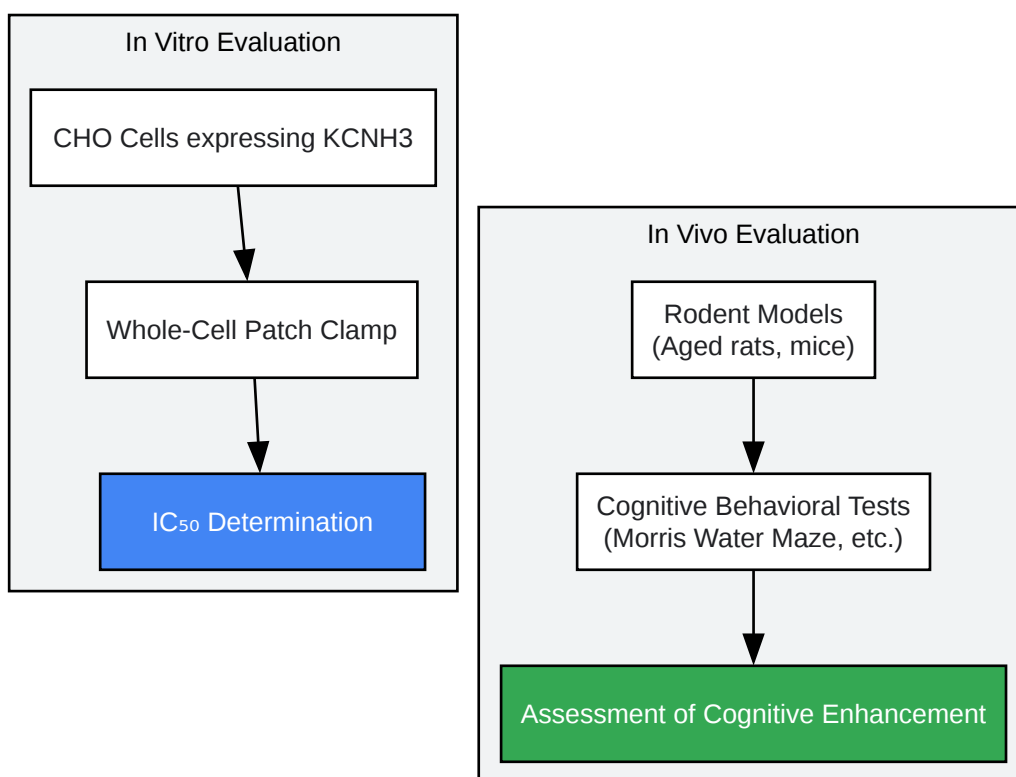 In Vitro Evaluation
CHO Cells expressing KCNH3
Whole-Cell Patch Clamp
IC₅₀ Determination
In Vivo Evaluation
Rodent Models
(Aged rats, mice)
Cognitive Behavioral Tests
(Morris Water Maze, etc.)
Assessment of Cognitive Enhancement